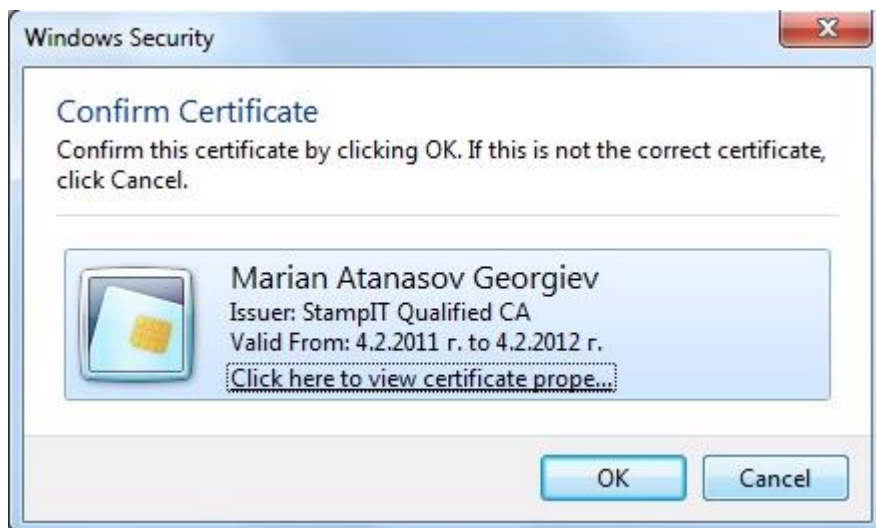 Windows Security
Confirm Certificate
Confirm this certificate by clicking OK. If this is not the correct certificate,
click Cancel.
Marian Atanasov Georgiev
Issuer: StampIT Qualified CA
Valid From: 4.2.2011 г. to 4.2.2012 г.
Click here to view certificate prope...
OK
Cancel